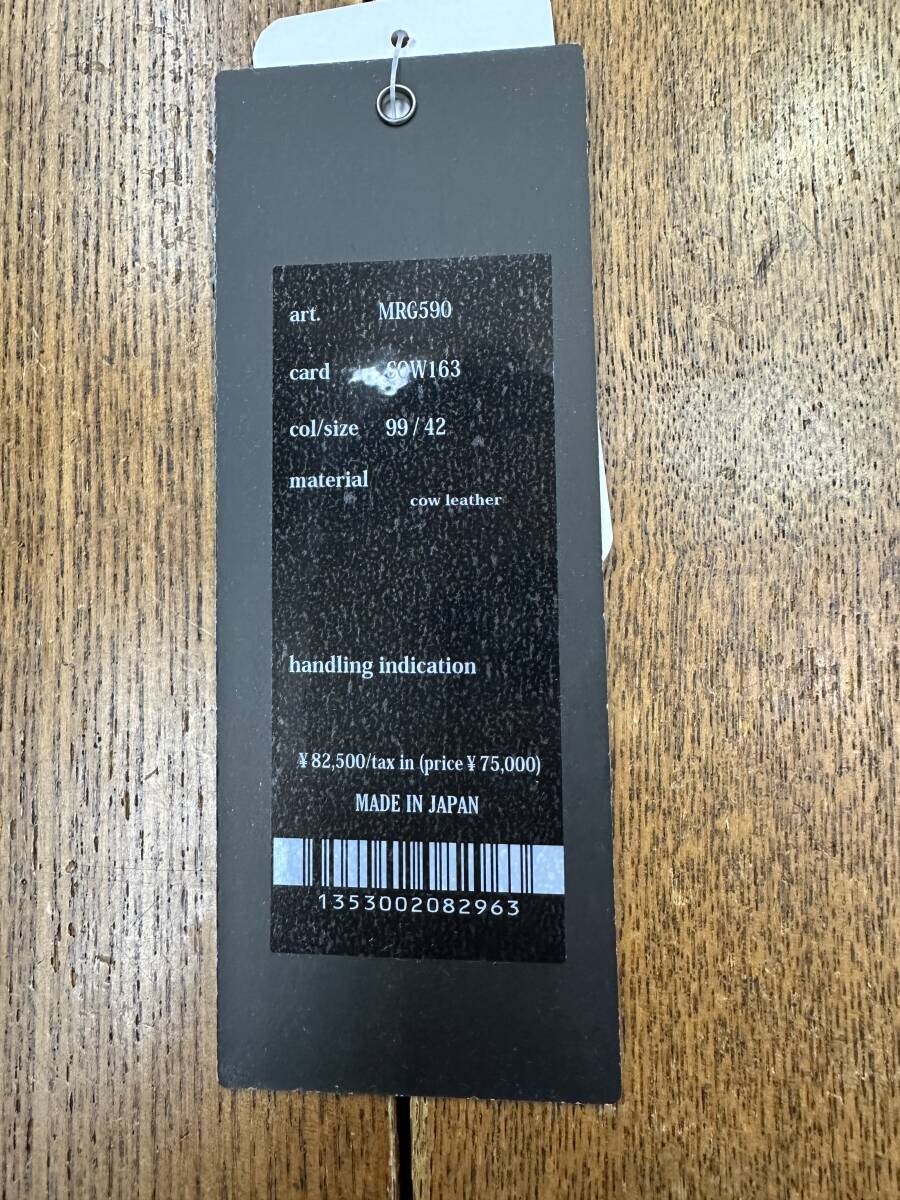 art. MRG590
card COW163
col/size 99 / 42
material
cow leather
handling indication
¥82,500/tax in (price ¥75,000)
MADE IN JAPAN
1353002082963